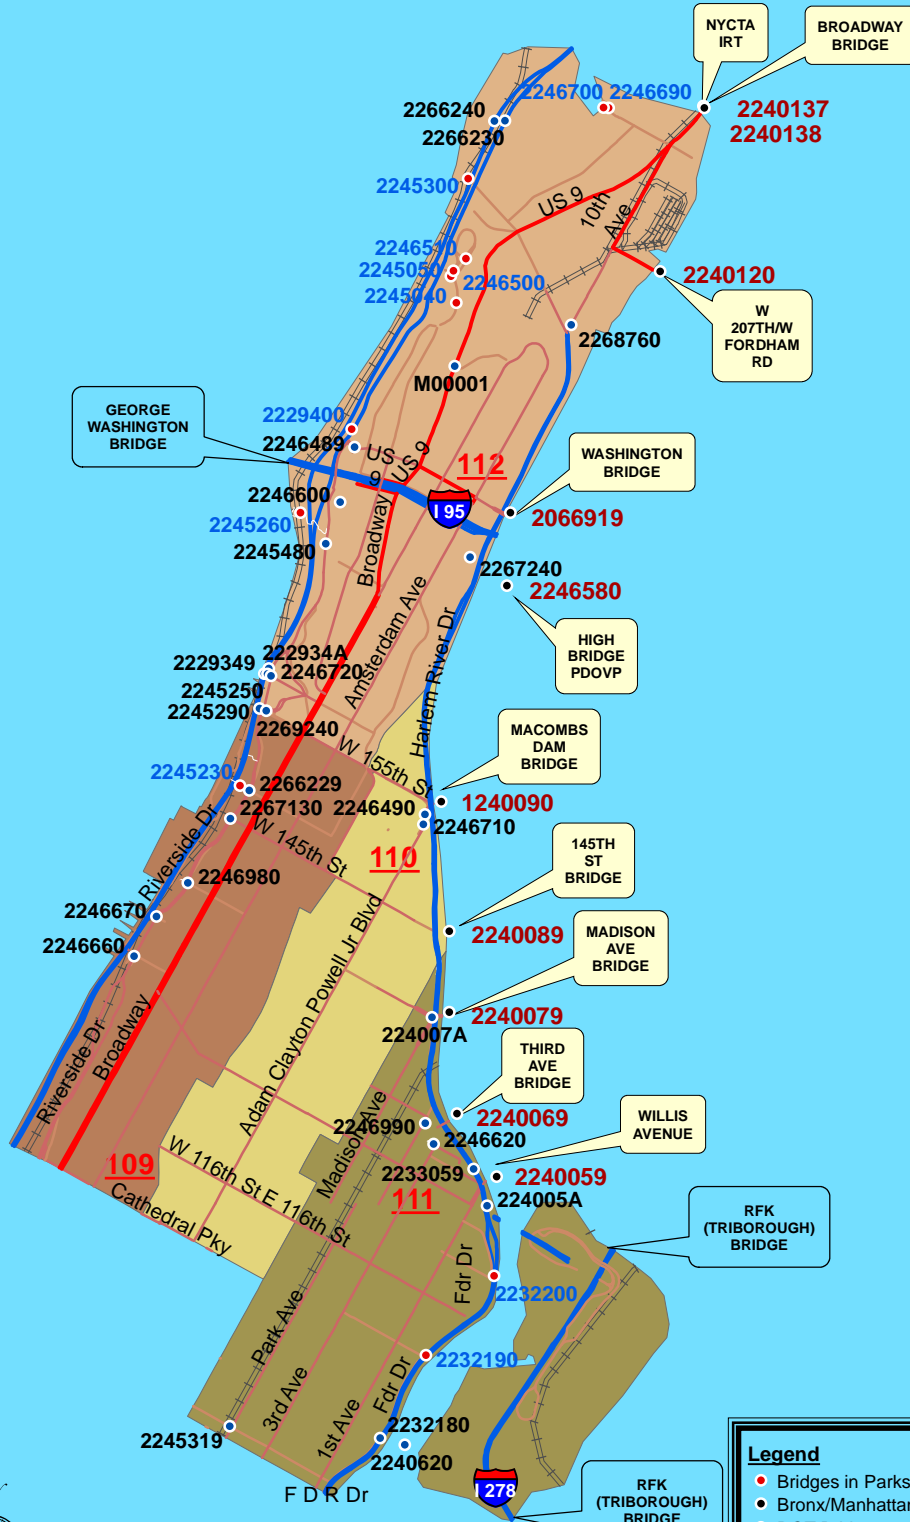 NYCTA
IRT
BROADWAY
BRIDGE
2246700
2246690
2266240
2240137
2266230
2240138
2245300
US 9
10th
Ave
2246510
2245050
2246500
2240120
2245040
W
207TH/W
FORDHAM
RD
2268760
M00001
GEORGE
WASHINGTON
BRIDGE
2229400
2246489
US
9
US 9
112
WASHINGTON
BRIDGE
2246600
I 95
2245260
2066919
2245480
Broadway
2267240
2246580
Amsterdam Ave
Harlem River Dr
HIGH
BRIDGE
PDOVP
222934A
2229349
2246720
2245250
2245290
2269240
MACOMBS
DAM
BRIDGE
W 155th St
2245230
2266229
2267130
2246490
1240090
2246710
W 145th St
110
145TH
ST
BRIDGE
Riverside Dr
2246980
2246670
2240089
2246660
MADISON
AVE
BRIDGE
Adam Clayton Powell Jr Blvd
2240079
224007A
Riverside Dr
Broadway
THIRD
AVE
BRIDGE
2240069
2246990
2246620
WILLIS
AVENUE
Madison Ave
109
W 116th St
E 116th St
2233059
2240059
111
224005A
Cathedral Pky
RFK
(TRIBOROUGH)
BRIDGE
Fdr Dr
2232200
Park Ave
2232190
3rd Ave
Fdr Dr
1st Ave
2232180
2245319
2240620
F D R Dr
I 278
RFK
(TRIBOROUGH)
BRIDGE
Legend
Bridges in Parks
Bronx/Manhattan